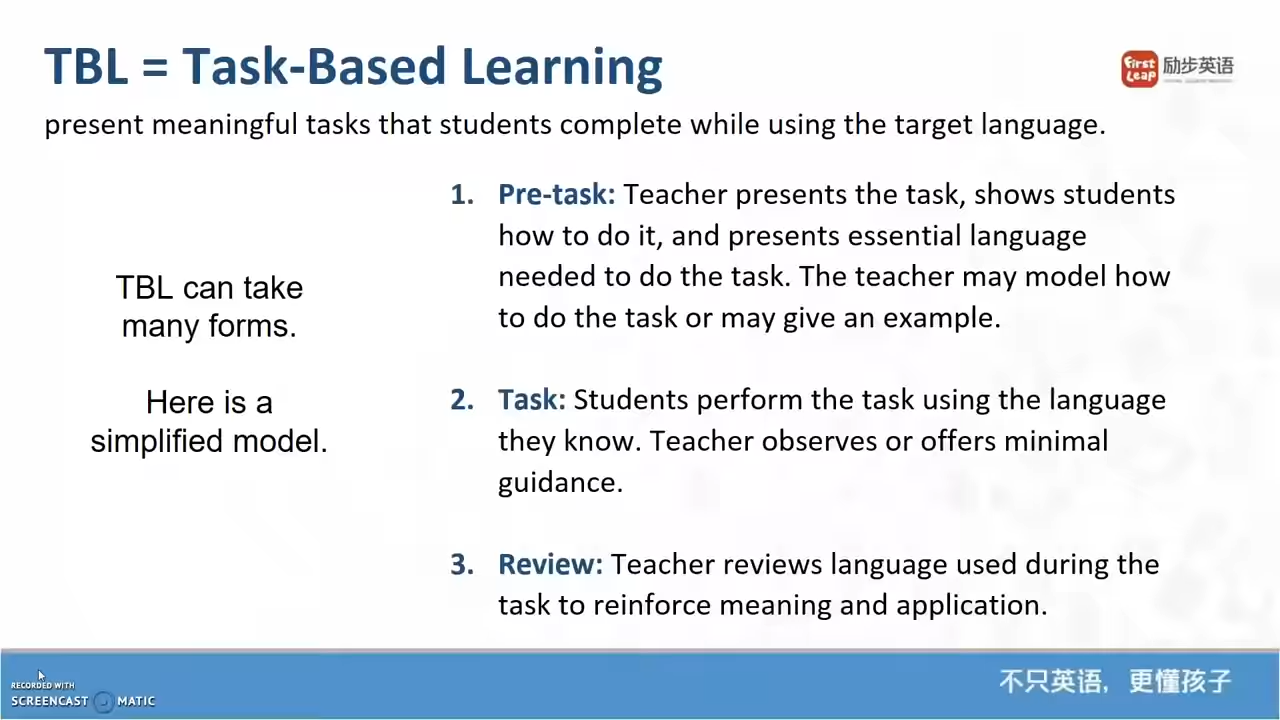 TBL = Task-Based Learning
First Leap 励步英语
present meaningful tasks that students complete while using the target language.
TBL can take
many forms.
Here is a
simplified model.
1. Pre-task: Teacher presents the task, shows students
how to do it, and presents essential language
needed to do the task. The teacher may model how
to do the task or may give an example.
2. Task: Students perform the task using the language
they know. Teacher observes or offers minimal
guidance.
3. Review: Teacher reviews language used during the
task to reinforce meaning and application.
RECORDED WITH
SCREENCAST MATIC
不只英语，更懂孩子